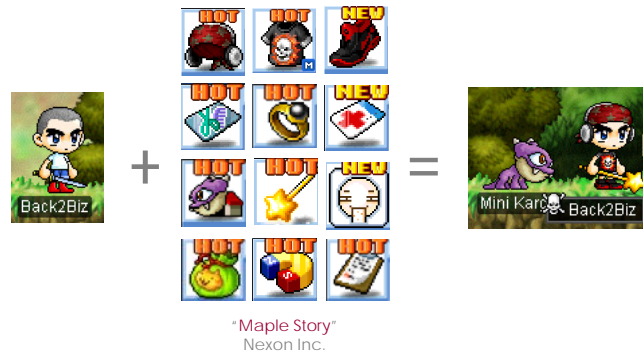 HOT HOT NEW
M
HOT HOT NEW
HOT HOT NEW
HOT HOT HOT
Back2Biz
+
=
Mini Karg
Back2Biz
"Maple Story"
Nexon Inc.